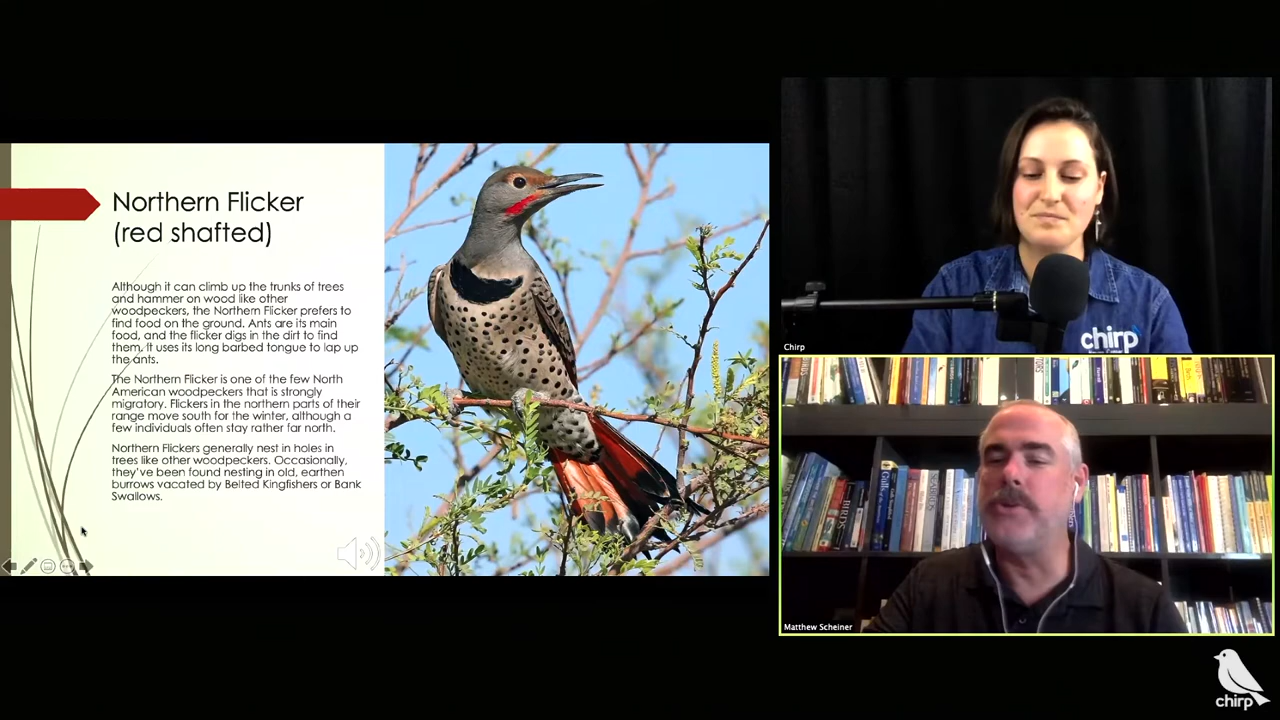 Northern Flicker
(red shafted)
Although it can climb up the trunks of trees
and hammer on wood like other
woodpeckers, the Northern Flicker prefers to
find food on the ground. Ants are its main
food, and the flicker digs in the dirt to find
them. It uses its long barbed tongue to lap up
the ants.
The Northern Flicker is one of the few North
American woodpeckers that is strongly
migratory. Flickers in the northern parts of their
range move south for the winter, although a
few individuals often stay rather far north.
Northern Flickers generally nest in holes in
trees like other woodpeckers. Occasionally,
they've been found nesting in old, earthen
burrows vacated by Belted Kingfishers or Bank
Swallows.
chirp
Chirp
BIRDS
Matthew Scheiner
chirp